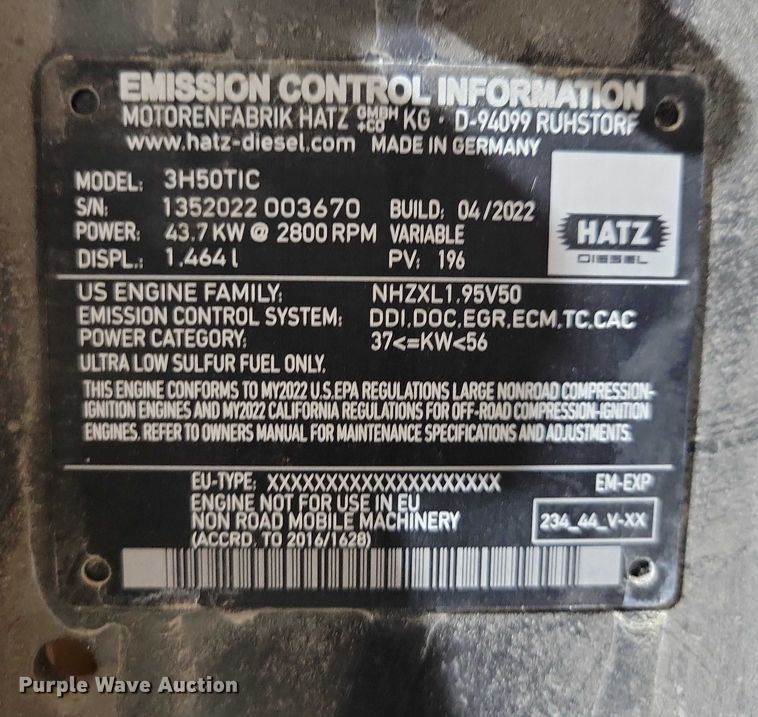 EMISSION CONTROL INFORMATION
MOTORENFABRIK HATZ GMBH +CO KG · D-94099 RUHSTORF
www.hatz-diesel.com MADE IN GERMANY
MODEL: 3H50TIC
S/N: 1352022 003670 BUILD: 04/2022
POWER: 43.7 KW @ 2800 RPM VARIABLE
DISPL.: 1.464 l PV: 196
HATZ
DIESEL
US ENGINE FAMILY: NHZXL1.95V50
EMISSION CONTROL SYSTEM: DDI,DOC,EGR,ECM,TC,CAC
POWER CATEGORY: 37<=KW<56
ULTRA LOW SULFUR FUEL ONLY.
THIS ENGINE CONFORMS TO MY2022 U.S.EPA REGULATIONS LARGE NONROAD COMPRESSION-
IGNITION ENGINES AND MY2022 CALIFORNIA REGULATIONS FOR OFF-ROAD COMPRESSION-IGNITION
ENGINES. REFER TO OWNERS MANUAL FOR MAINTENANCE SPECIFICATIONS AND ADJUSTMENTS.
EU-TYPE: XXXXXXXXXXXXXXXXXXXXX EM-EXP
ENGINE NOT FOR USE IN EU
NON ROAD MOBILE MACHINERY
(ACCRD. TO 2016/1628)
234_44_V-XX
Purple Wave Auction